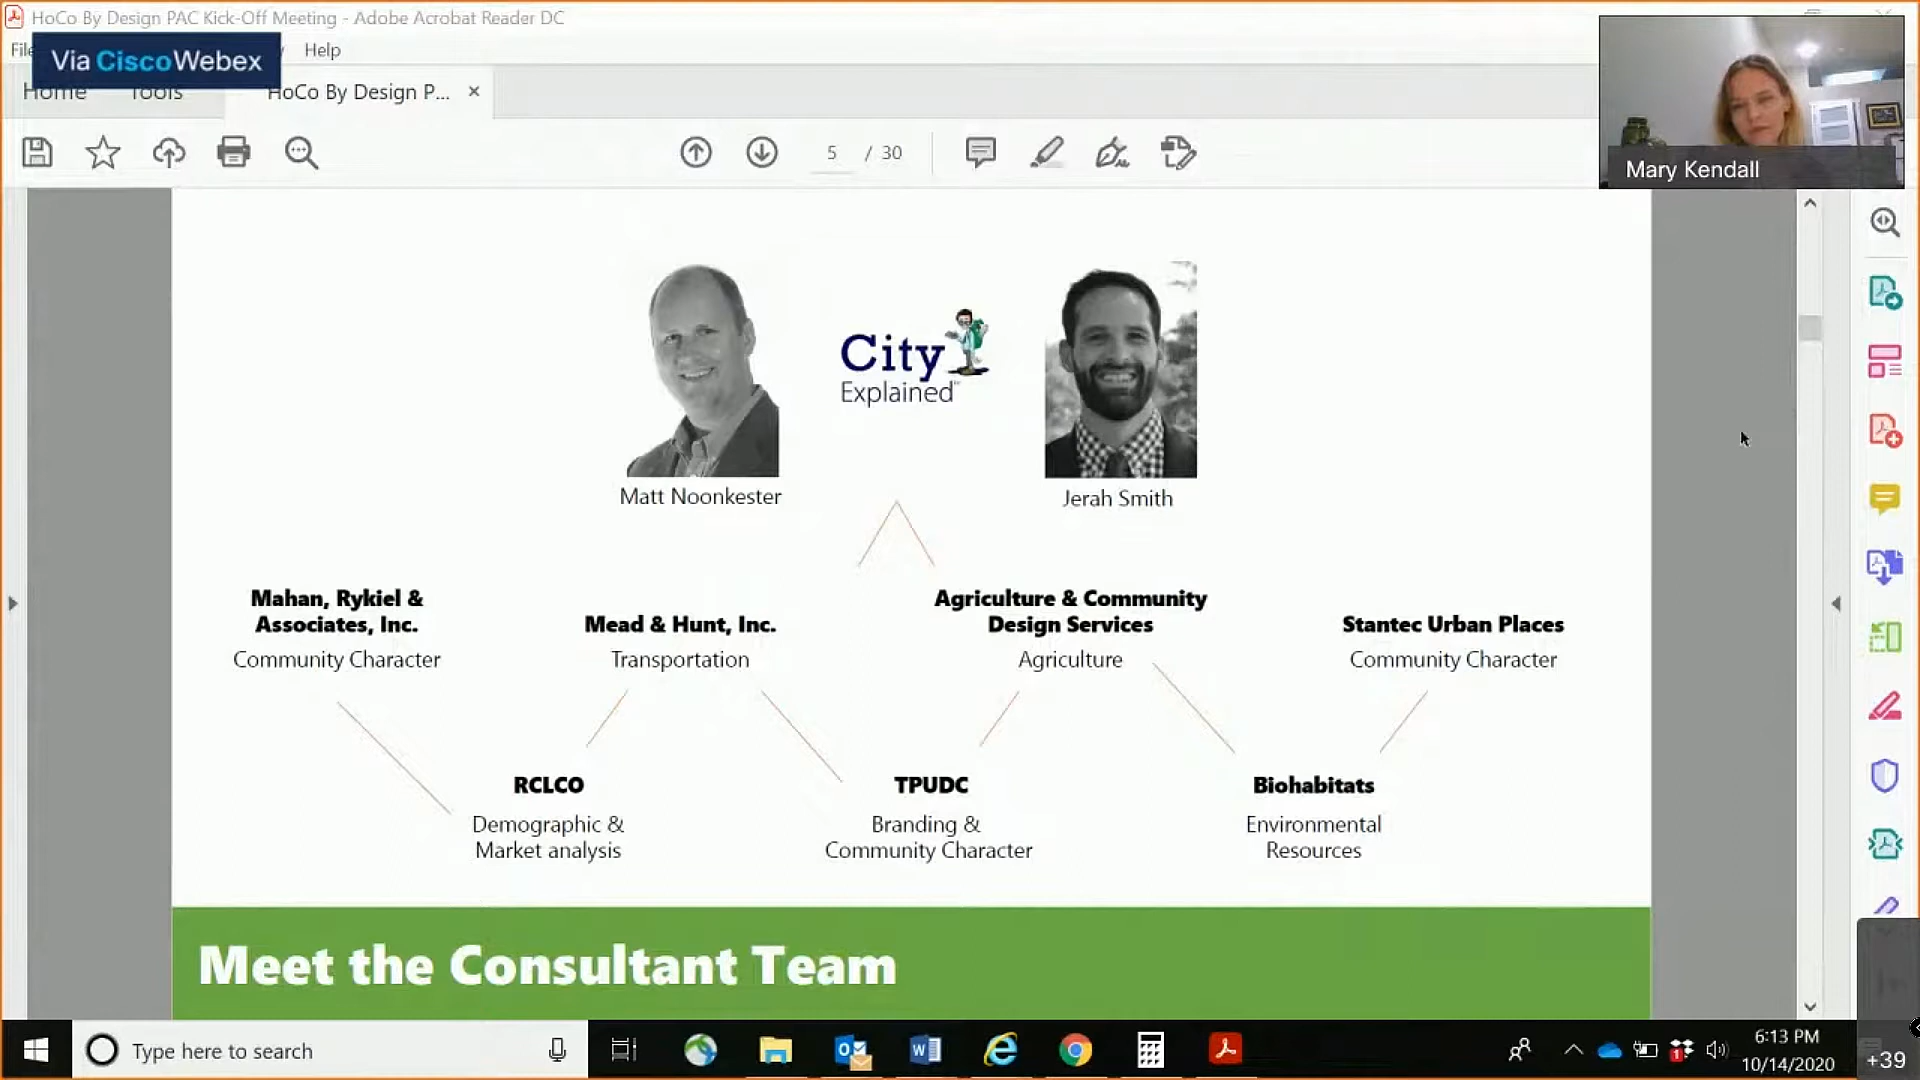 HoCo By Design PAC Kick-Off Meeting - Adobe Acrobat Reader DC
Help
Via Cisco Webex
Home Tools HoCo By Design P...
5 / 30
Mary Kendall
City
Explained
Matt Noonkester
Jerah Smith
Mahan, Rykiel &
Associates, Inc.
Community Character
Mead & Hunt, Inc.
Transportation
Agriculture & Community
Design Services
Agriculture
Stantec Urban Places
Community Character
RCLCO
Demographic &
Market analysis
TPUDC
Branding &
Community Character
Biohabitats
Environmental
Resources
Meet the Consultant Team
Type here to search
6:13 PM
10/14/2020
+39